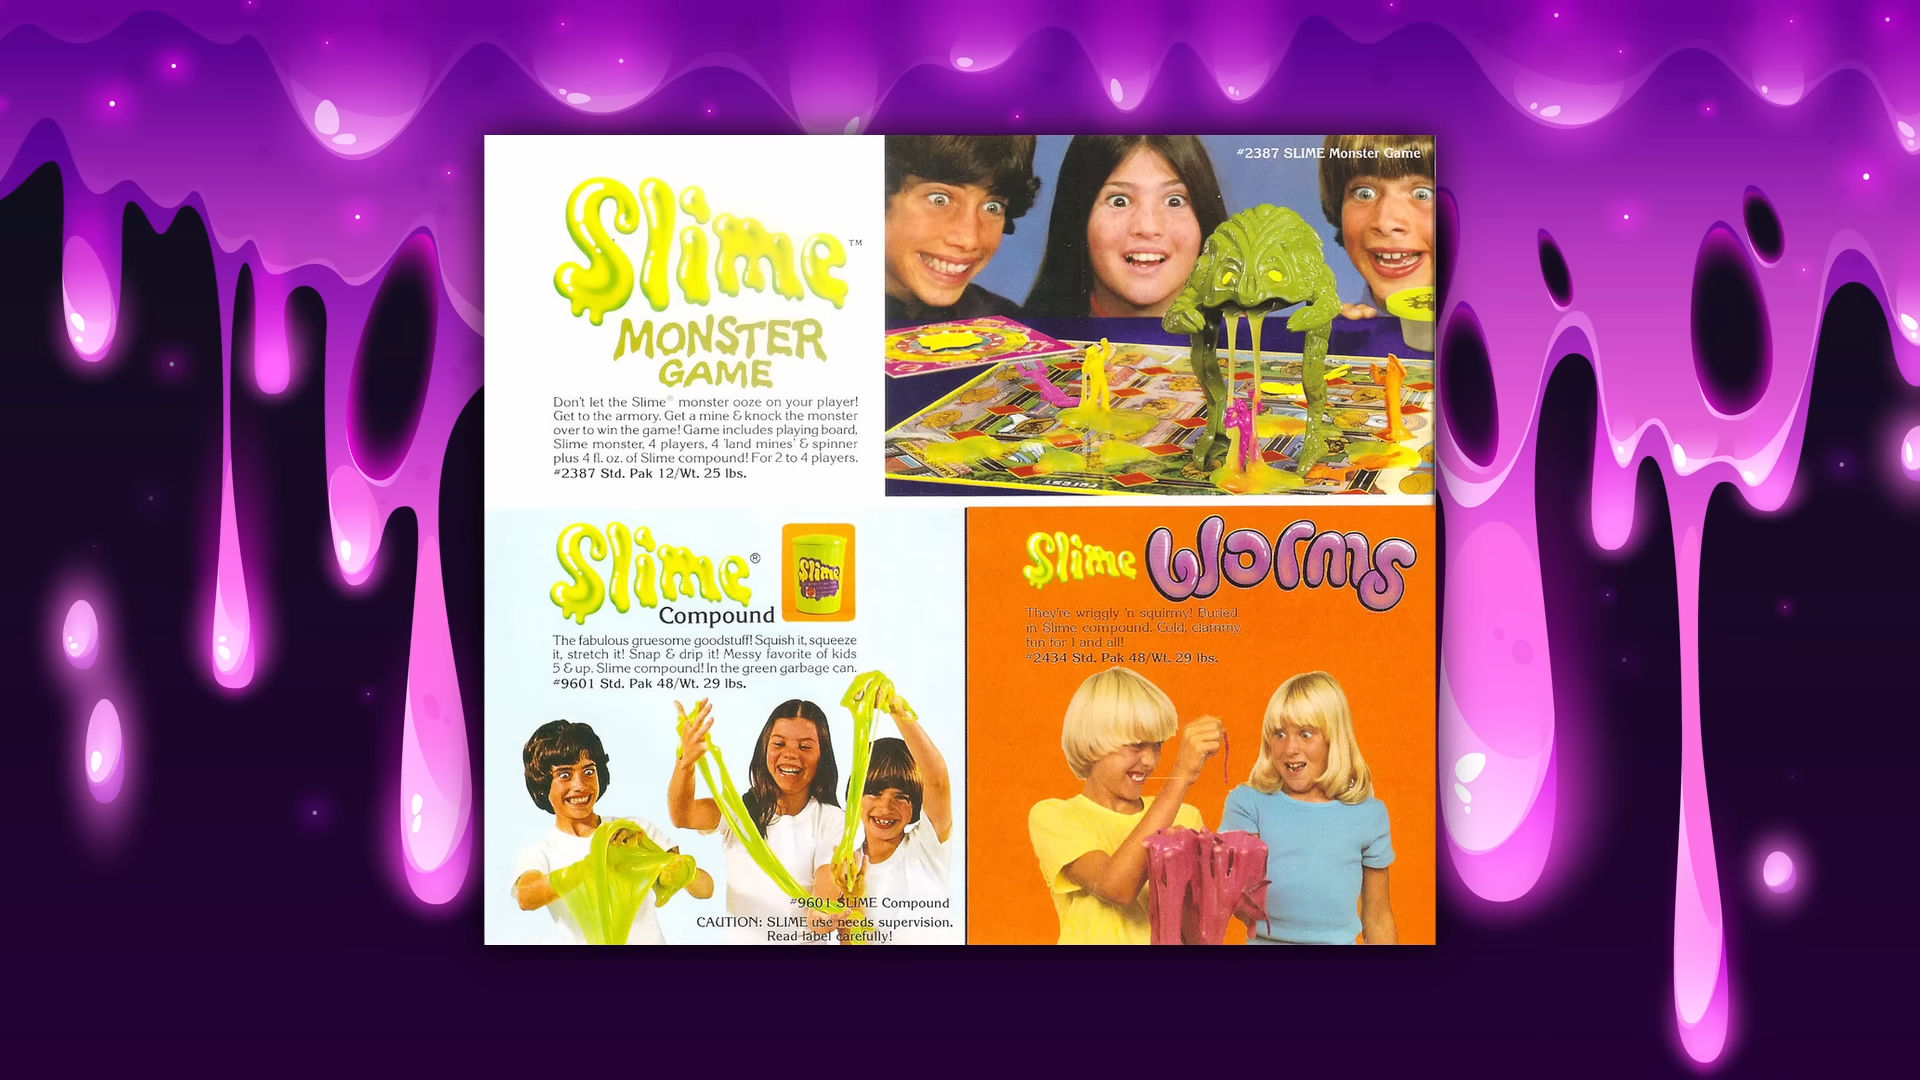 #2387 SLIME Monster Game
Slime™
MONSTER
GAME
Don't let the Slime® monster ooze on your player!
Get to the armory. Get a mine & knock the monster
over to win the game! Game includes playing board,
Slime monster, 4 players, 4 'land mines' & spinner
plus 4 fl. oz. of Slime compound! For 2 to 4 players.
#2387 Std. Pak 12/Wt. 25 lbs.
Slime®
Compound
Slime
The fabulous gruesome goodstuff! Squish it, squeeze
it, stretch it! Snap & drip it! Messy favorite of kids
5 & up. Slime compound! In the green garbage can.
#9601 Std. Pak 48/Wt. 29 lbs.
#9601 SLIME Compound
CAUTION: SLIME use needs supervision.
Read label carefully!
Slime Worms
They're wriggly 'n squirmy! Buried
in Slime compound. Cold, clammy
fun for 1 and all!
#2434 Std. Pak 48/Wt. 29 lbs.